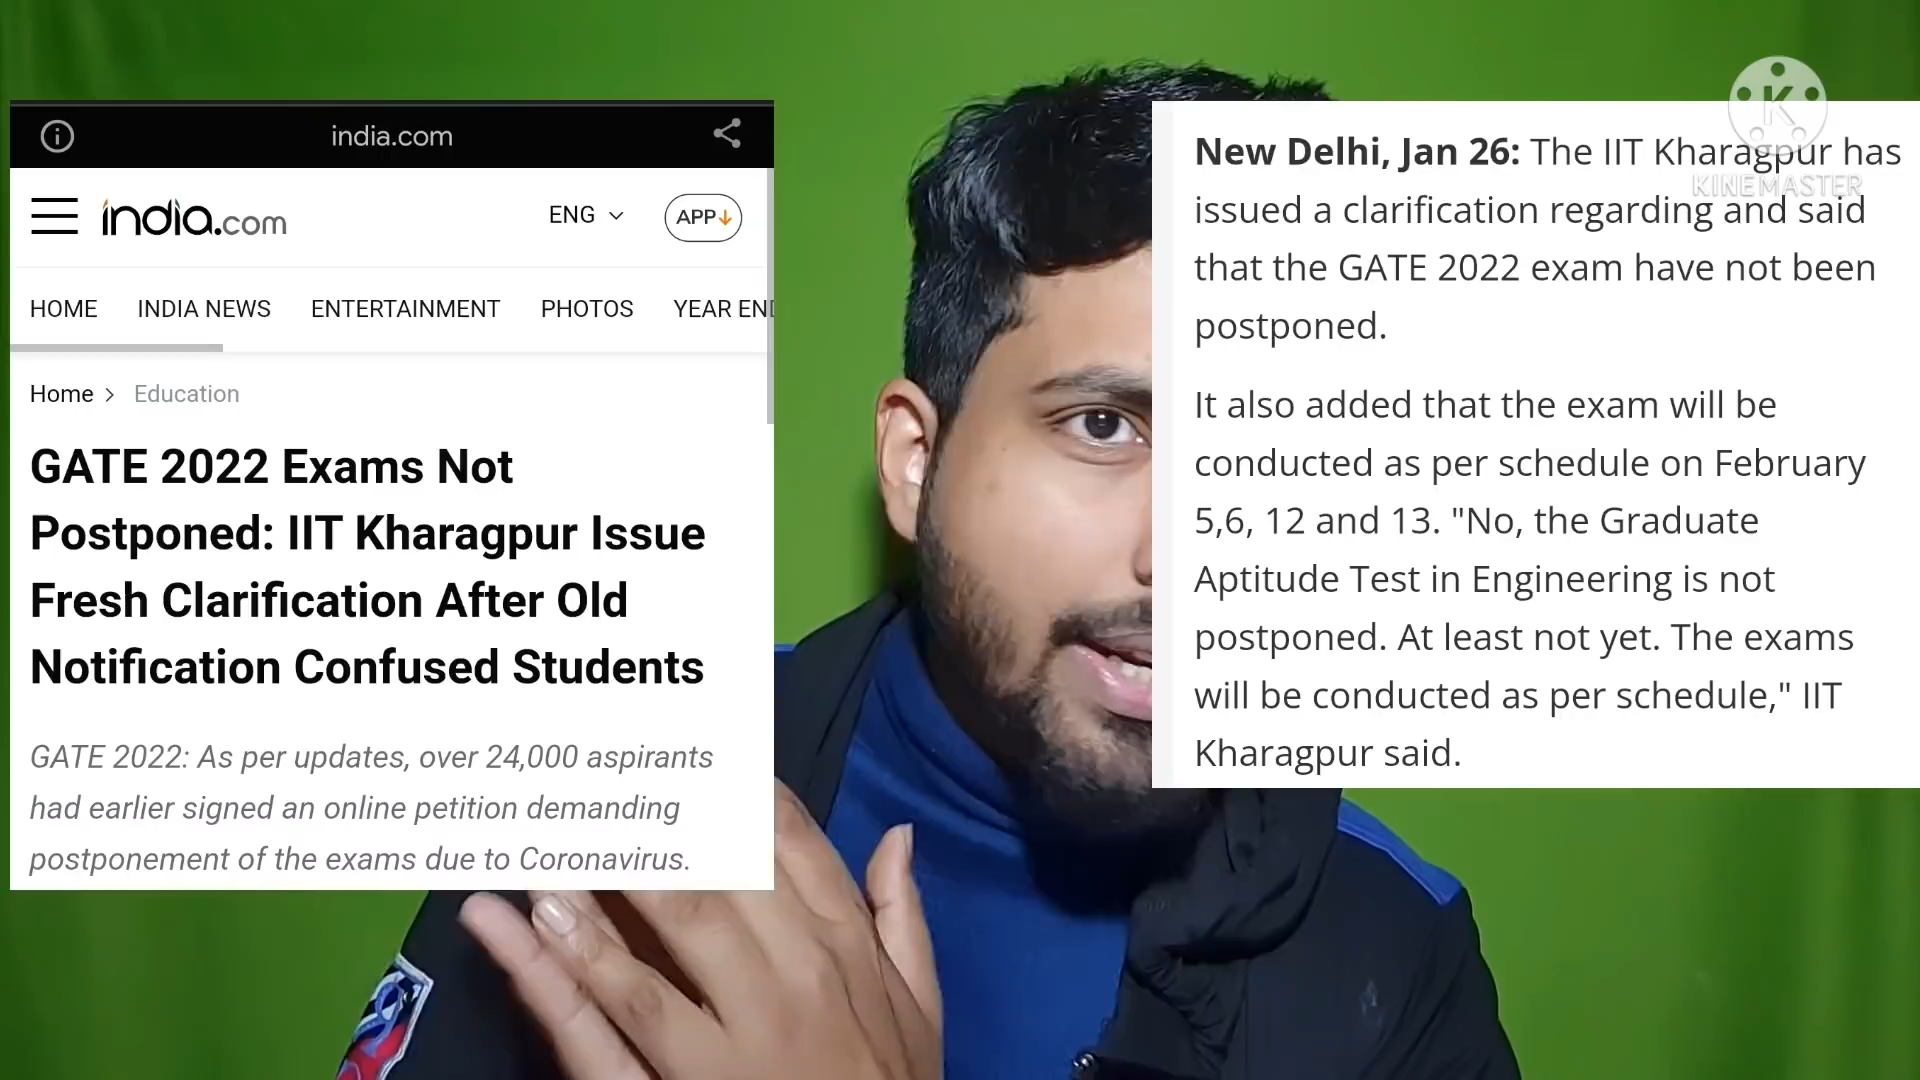 india.com
india.com
ENG
APP
HOME INDIA NEWS ENTERTAINMENT PHOTOS YEAR END
Home > Education
GATE 2022 Exams Not
Postponed: IIT Kharagpur Issue
Fresh Clarification After Old
Notification Confused Students
GATE 2022: As per updates, over 24,000 aspirants
had earlier signed an online petition demanding
postponement of the exams due to Coronavirus.
New Delhi, Jan 26: The IIT Kharagpur has
issued a clarification regarding and said
that the GATE 2022 exam have not been
postponed.
It also added that the exam will be
conducted as per schedule on February
5,6, 12 and 13. "No, the Graduate
Aptitude Test in Engineering is not
postponed. At least not yet. The exams
will be conducted as per schedule," IIT
Kharagpur said.
K
KINEMASTER